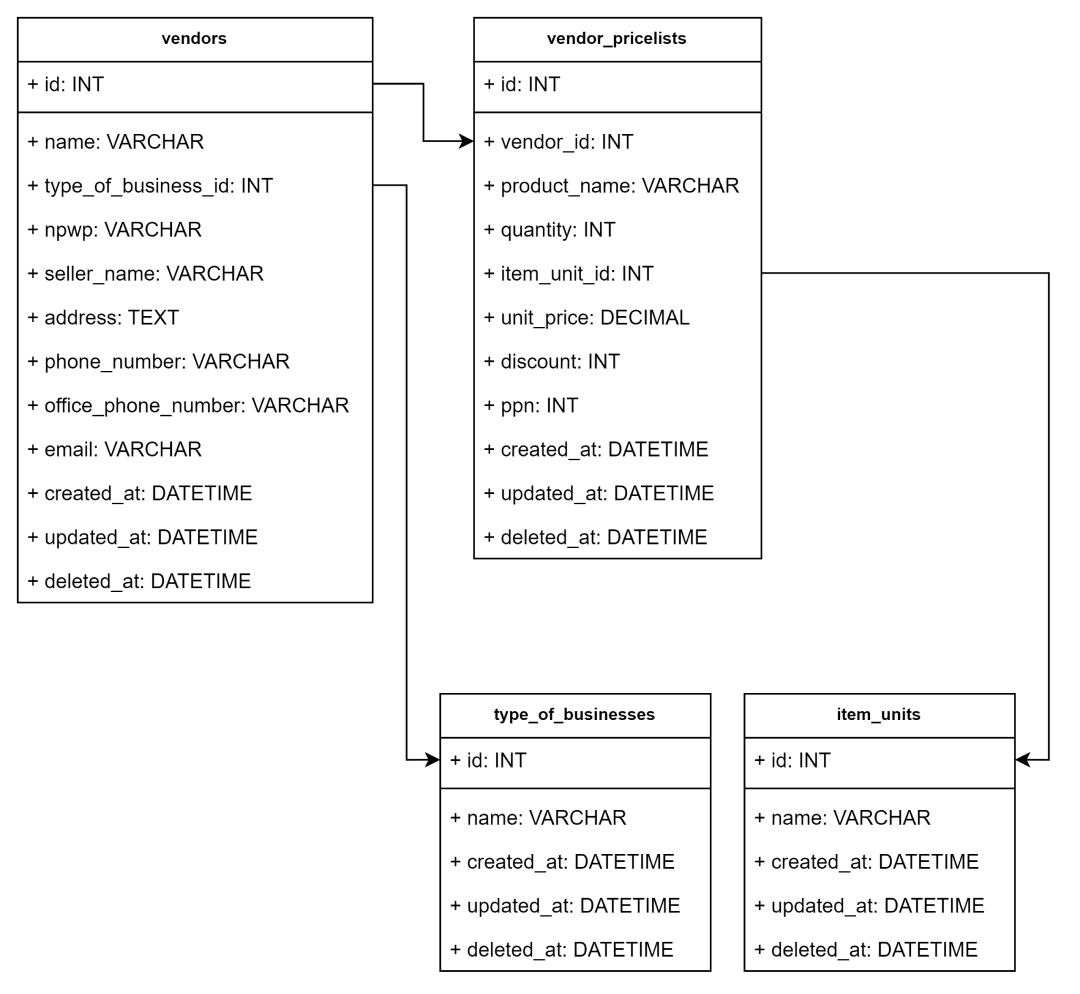 vendors
+ id: INT
+ name: VARCHAR
+ type_of_business_id: INT
+ npwp: VARCHAR
+ seller_name: VARCHAR
+ address: TEXT
+ phone_number: VARCHAR
+ office_phone_number: VARCHAR
+ email: VARCHAR
+ created_at: DATETIME
+ updated_at: DATETIME
+ deleted_at: DATETIME
vendor_pricelists
+ id: INT
+ vendor_id: INT
+ product_name: VARCHAR
+ quantity: INT
+ item_unit_id: INT
+ unit_price: DECIMAL
+ discount: INT
+ ppn: INT
+ created_at: DATETIME
+ updated_at: DATETIME
+ deleted_at: DATETIME
type_of_businesses
+ id: INT
+ name: VARCHAR
+ created_at: DATETIME
+ updated_at: DATETIME
+ deleted_at: DATETIME
item_units
+ id: INT
+ name: VARCHAR
+ created_at: DATETIME
+ updated_at: DATETIME
+ deleted_at: DATETIME